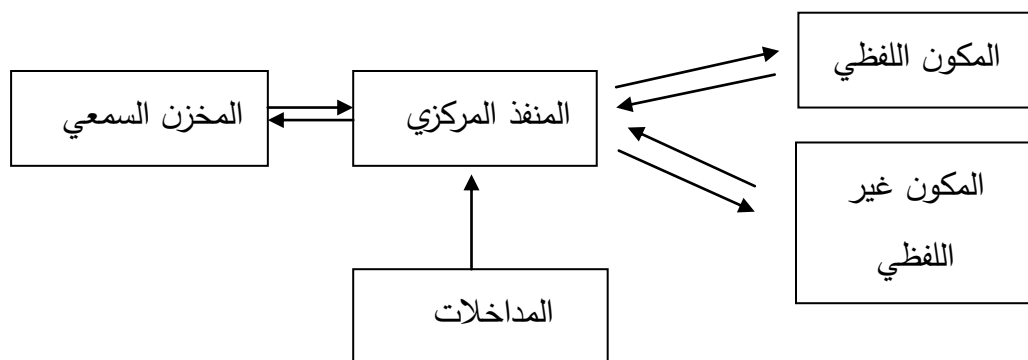 المكون اللفظي
المنفذ المركزي
المخزن السمعي
المكون غير
اللفظي
المداخلات